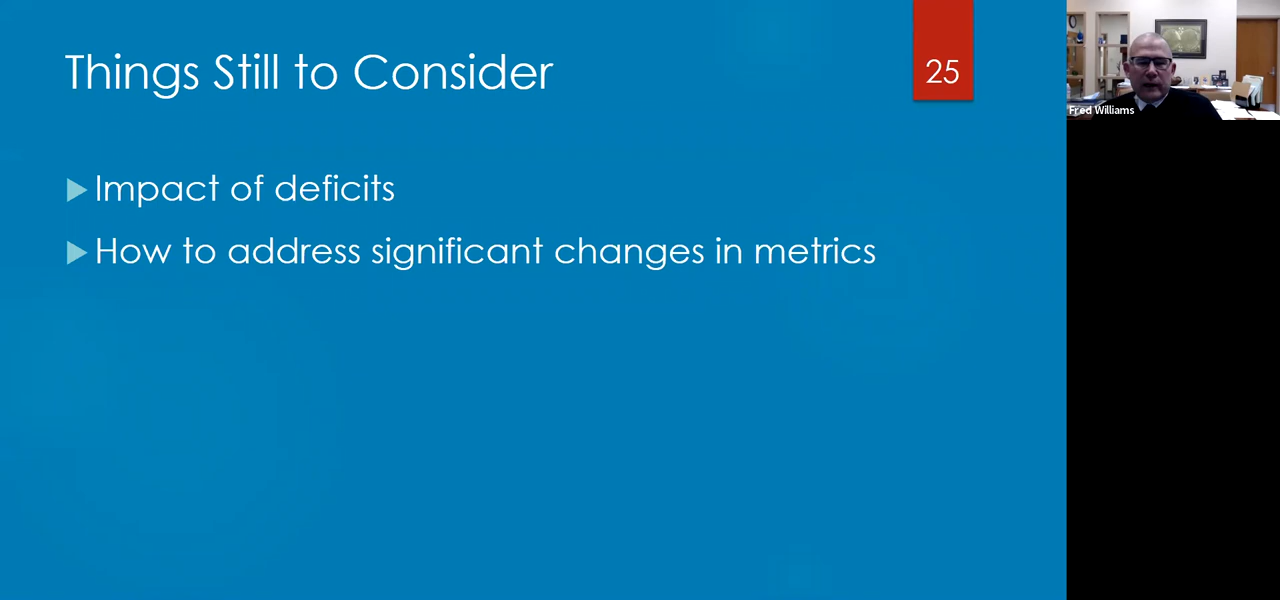 Things Still to Consider
25
Impact of deficits
How to address significant changes in metrics
Fred Williams